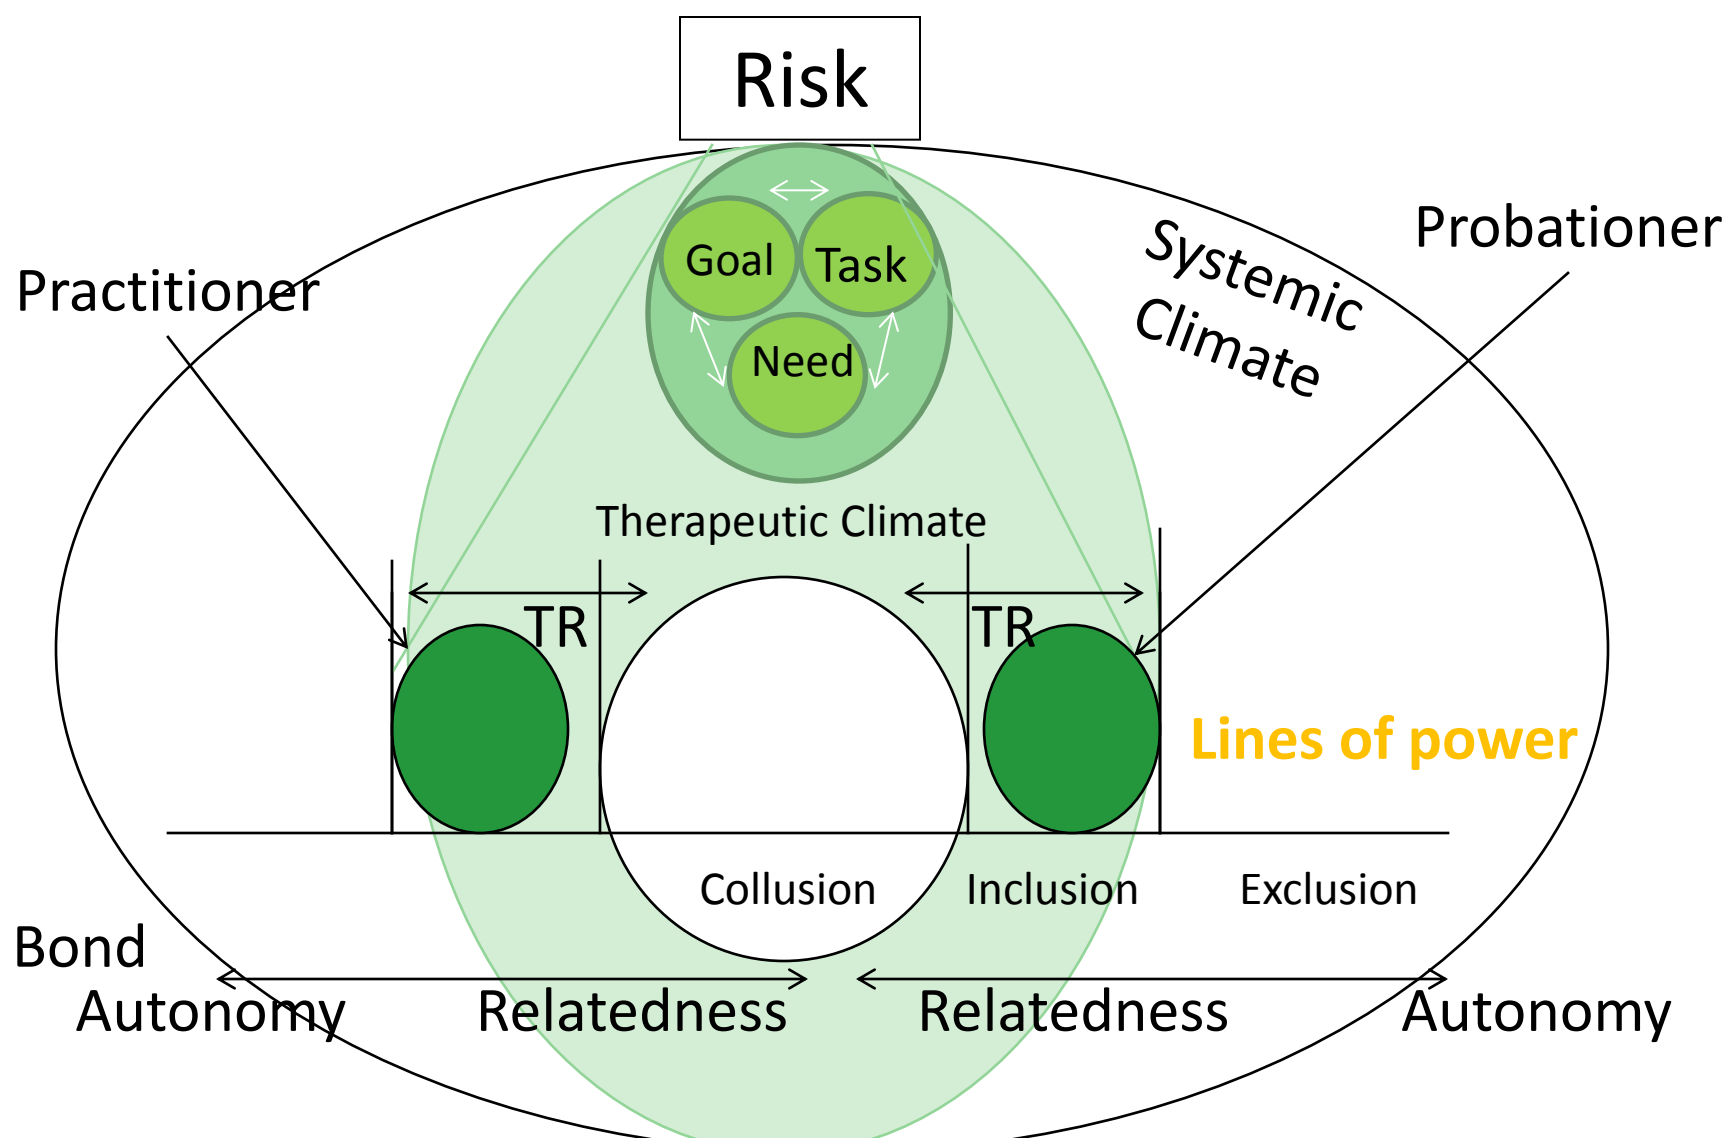 Risk
Practitioner
Goal
Task
Need
Systemic
Climate
Probationer
Therapeutic Climate
TR
TR
Lines of power
Collusion
Inclusion
Exclusion
Bond
Autonomy
Relatedness
Relatedness
Autonomy